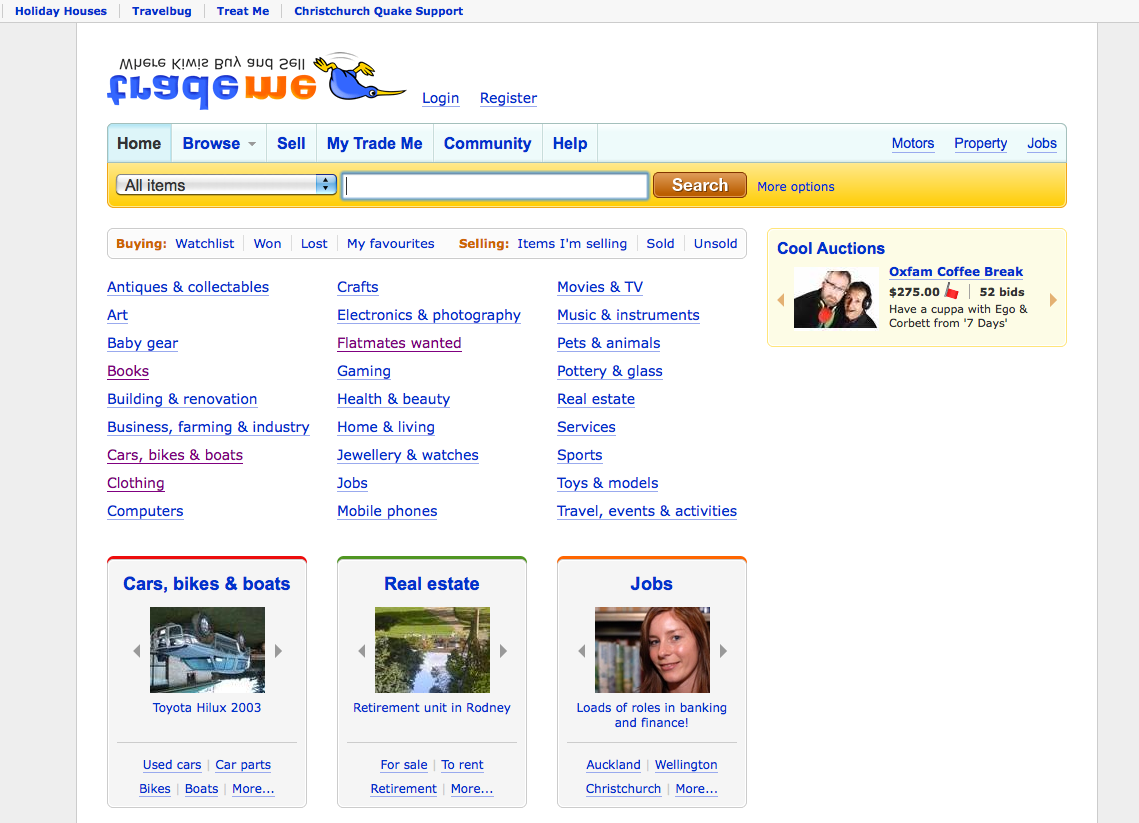 Holiday Houses Travelbug Treat Me Christchurch Quake Support
Where Kiwis Buy and Sell
trademe
Login Register
Home Browse Sell My Trade Me Community Help Motors Property Jobs
All items Search More options
Buying: Watchlist Won Lost My favourites Selling: Items I'm selling Sold Unsold
Cool Auctions
Oxfam Coffee Break
$275.00 52 bids
Have a cuppa with Ego &
Corbett from '7 Days'
Antiques & collectables
Art
Baby gear
Books
Building & renovation
Business, farming & industry
Cars, bikes & boats
Clothing
Computers
Crafts
Electronics & photography
Flatmates wanted
Gaming
Health & beauty
Home & living
Jewellery & watches
Jobs
Mobile phones
Movies & TV
Music & instruments
Pets & animals
Pottery & glass
Real estate
Services
Sports
Toys & models
Travel, events & activities
Cars, bikes & boats
Toyota Hilux 2003
Used cars | Car parts
Bikes | Boats | More...
Real estate
Retirement unit in Rodney
For sale | To rent
Retirement | More...
Jobs
Loads of roles in banking
and finance!
Auckland | Wellington
Christchurch | More...